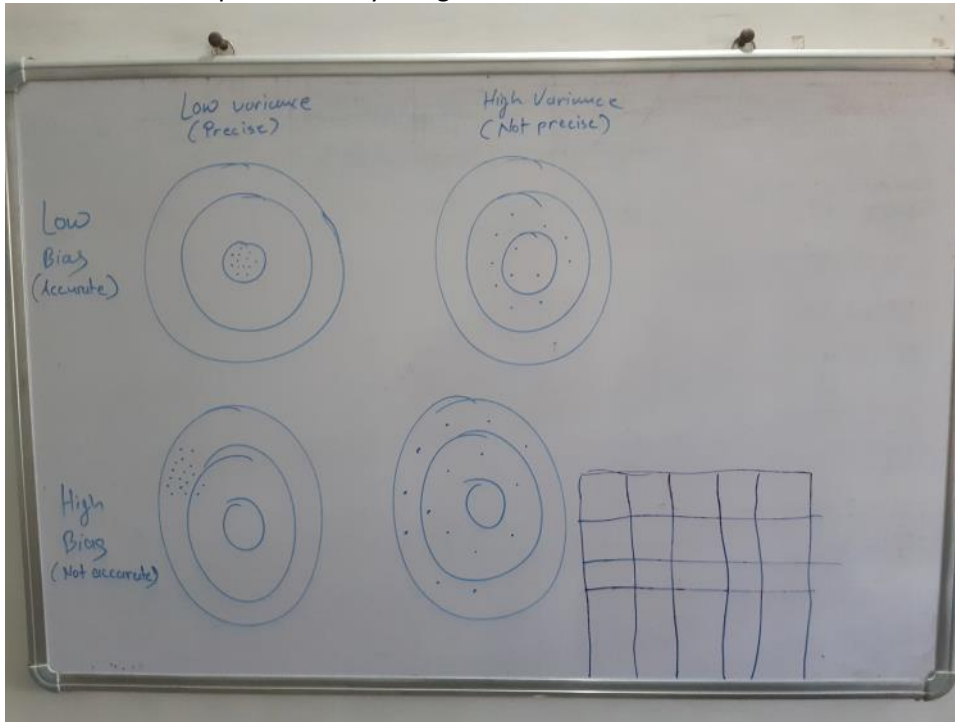 Low variance
(Precise)
High Variance
(Not precise)
Low
Bias
(Accurate)
High
Bias
(Not accurate)